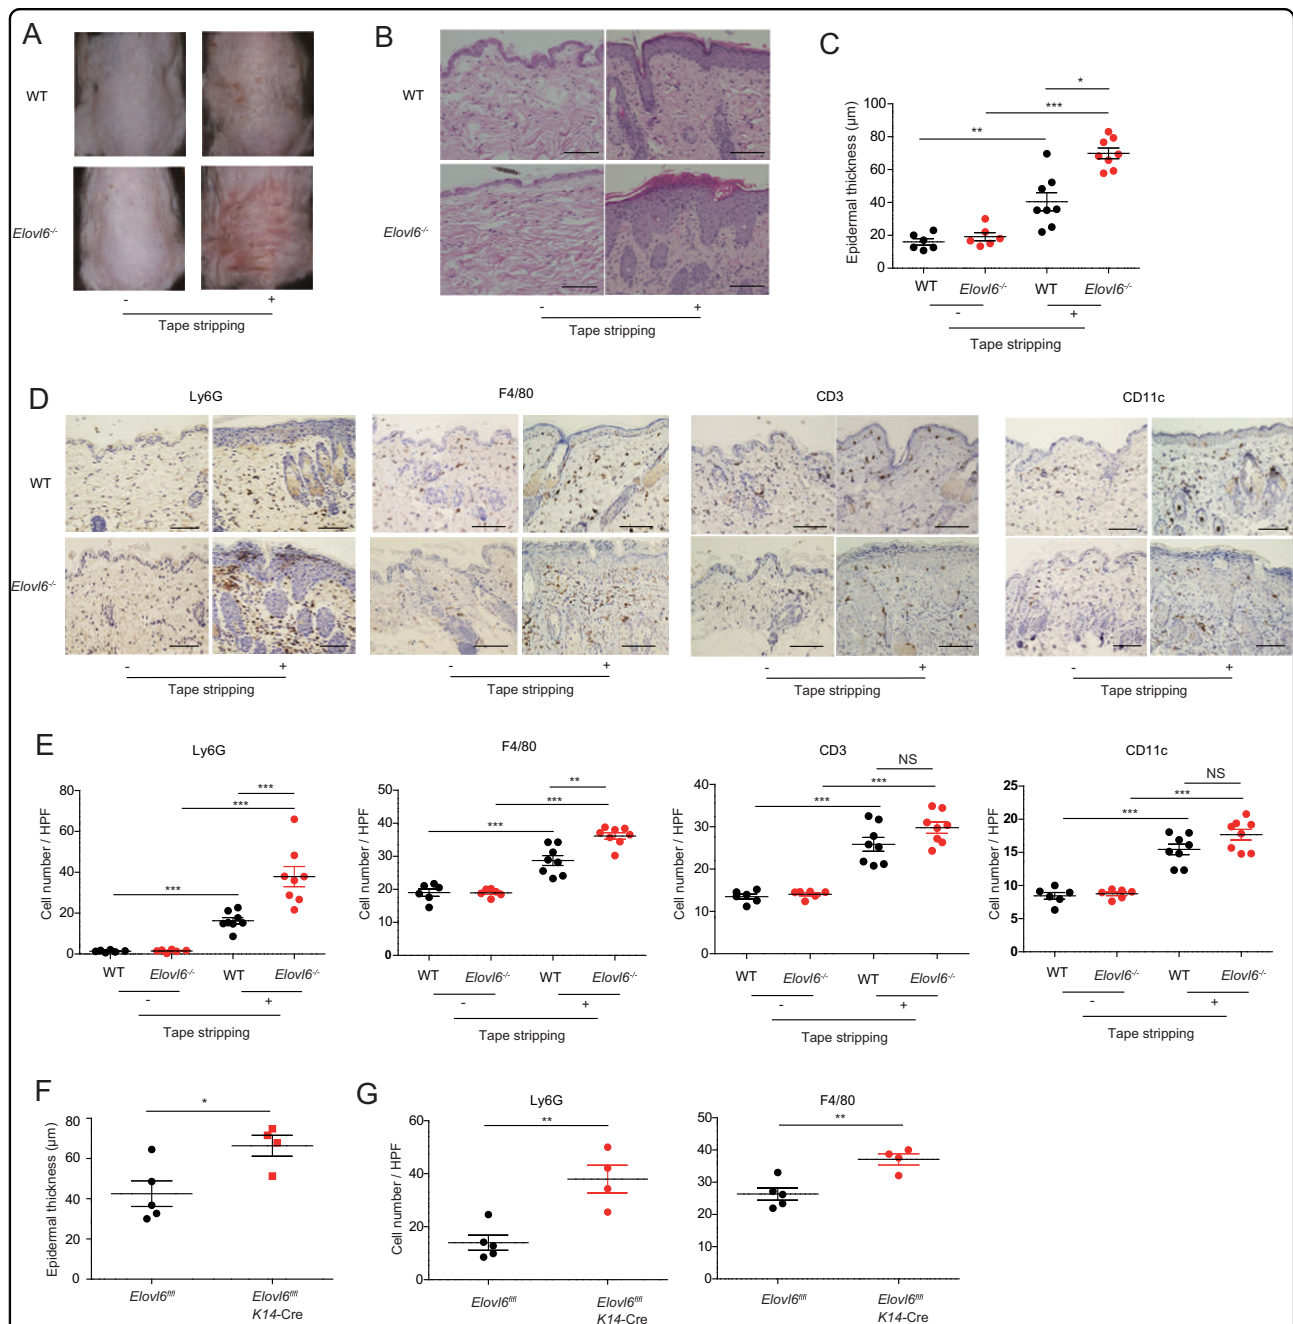 A
WT
Elovl6-/-
- +
Tape stripping
B
WT
Elovl6-/-
- +
Tape stripping
C
Epidermal thickness (μm)
100
80
60
40
20
0
*
***
**
WT Elovl6-/- WT Elovl6-/-
- +
Tape stripping
D
Ly6G F4/80 CD3 CD11c
WT
Elovl6-/-
- + - + - + - +
Tape stripping Tape stripping Tape stripping Tape stripping
E
Ly6G
Cell number / HPF
80
60
40
20
0
***
***
***
WT Elovl6-/- WT Elovl6-/-
- +
Tape stripping
F4/80
Cell number / HPF
50
40
30
20
10
0
**
***
***
WT Elovl6-/- WT Elovl6-/-
- +
Tape stripping
CD3
Cell number / HPF
40
30
20
10
0
NS
***
***
WT Elovl6-/- WT Elovl6-/-
- +
Tape stripping
CD11c
Cell number / HPF
25
20
15
10
5
0
NS
***
***
WT Elovl6-/- WT Elovl6-/-
- +
Tape stripping
F
Epidermal thickness (μm)
80
60
40
20
0
*
Elovl6fl/fl Elovl6fl/fl
K14-Cre
G
Ly6G
Cell number / HPF
60
40
20
0
**
Elovl6fl/fl Elovl6fl/fl
K14-Cre
F4/80
50
40
30
20
10
0
**
Elovl6fl/fl Elovl6fl/fl
K14-Cre